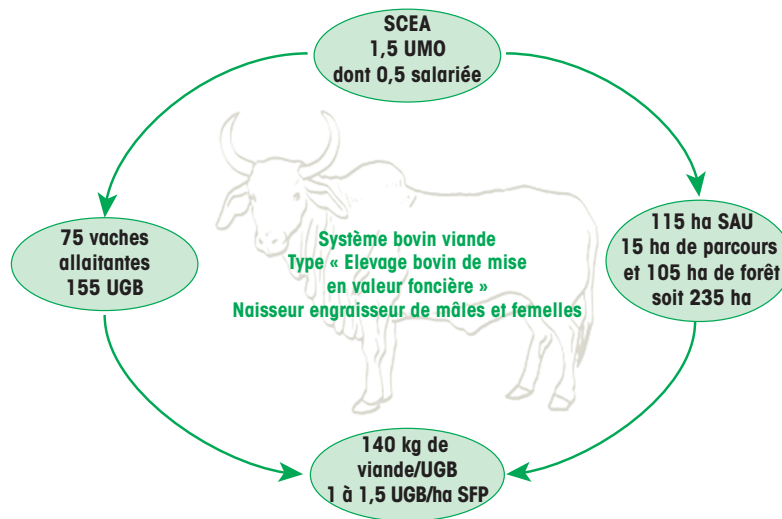 SCEA
1,5 UMO
dont 0,5 salariée
75 vaches
allaitantes
155 UGB
Système bovin viande
Type « Elevage bovin de mise
en valeur foncière »
Naisseur engraisseur de mâles et femelles
115 ha SAU
15 ha de parcours
et 105 ha de forêt
soit 235 ha
140 kg de
viande/UGB
1 à 1,5 UGB/ha SFP